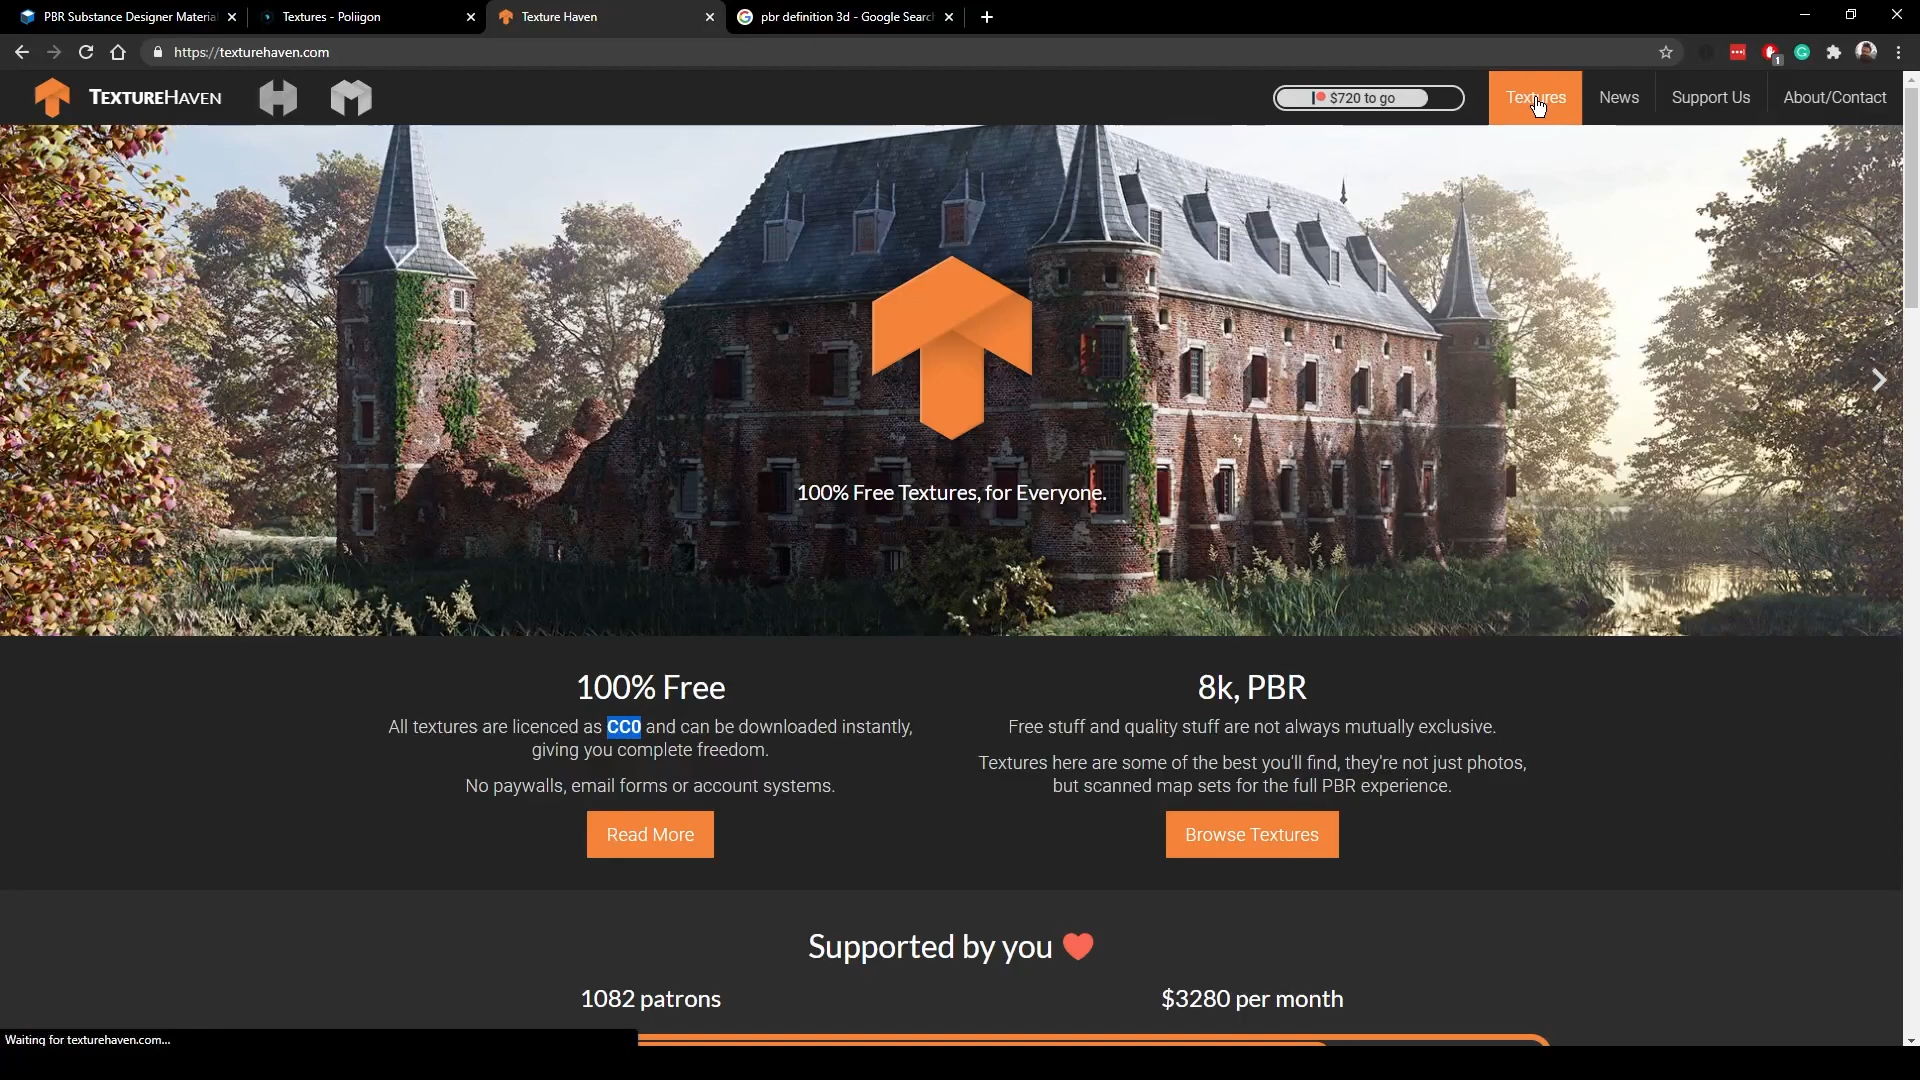 PBR Substance Designer Material
Textures - Poliigon
Texture Haven
pbr definition 3d - Google Searc
https://texturehaven.com
1
TEXTUREHAVEN
$720 to go
Textures
News
Support Us
About/Contact
100% Free Textures, for Everyone.
100% Free
All textures are licenced as CC0 and can be downloaded instantly,
giving you complete freedom.
No paywalls, email forms or account systems.
Read More
8k, PBR
Free stuff and quality stuff are not always mutually exclusive.
Textures here are some of the best you'll find, they're not just photos,
but scanned map sets for the full PBR experience.
Browse Textures
Supported by you
1082 patrons
$3280 per month
Waiting for texturehaven.com...